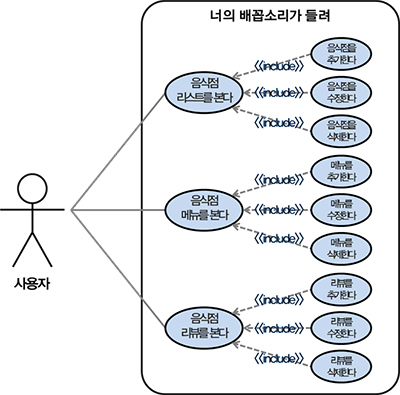 너의 배꼽소리가 들려
음식점을
추가한다
<<include>>
음식점
리스트를 본다
<<include>>
음식점을
수정한다
<<include>>
음식점을
삭제한다
메뉴를
추가한다
<<include>>
음식점
메뉴를 본다
<<include>>
메뉴를
수정한다
<<include>>
메뉴를
삭제한다
사용자
리뷰를
추가한다
<<include>>
음식점
리뷰를 본다
<<include>>
리뷰를
수정한다
<<include>>
리뷰를
삭제한다